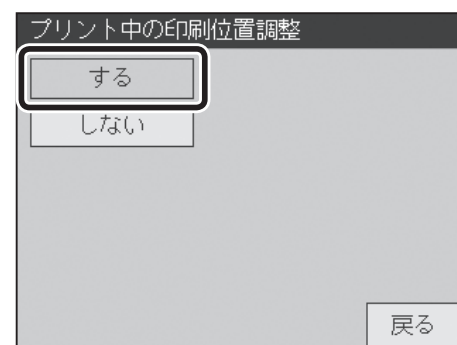 プリント中の印刷位置調整
する
しない
戻る